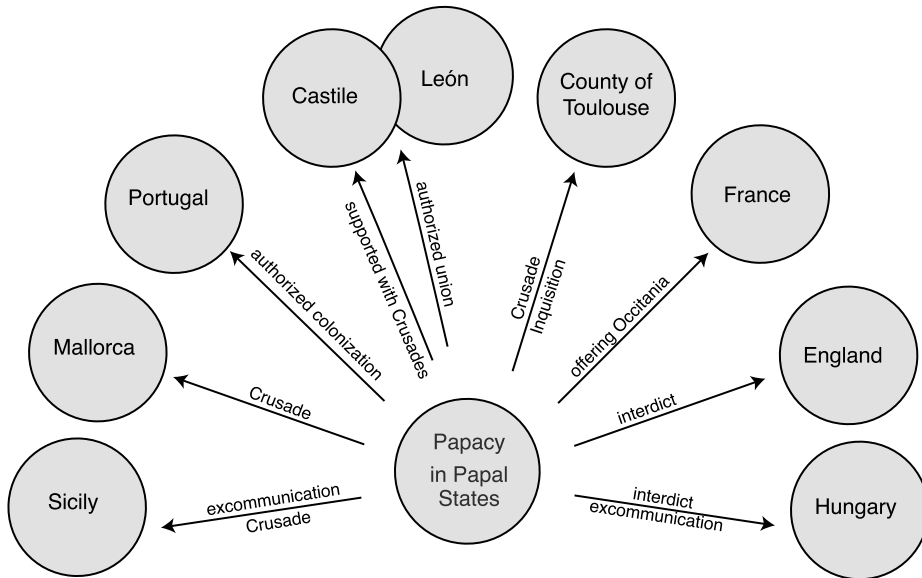 Castile
León
County of
Toulouse
Portugal
France
Mallorca
England
Sicily
Hungary
Papacy
in Papal
States
authorized colonization
supported with Crusades
authorized union
Crusade
Inquisition
offering Occitania
Crusade
interdict
excommunication
Crusade
interdict
excommunication